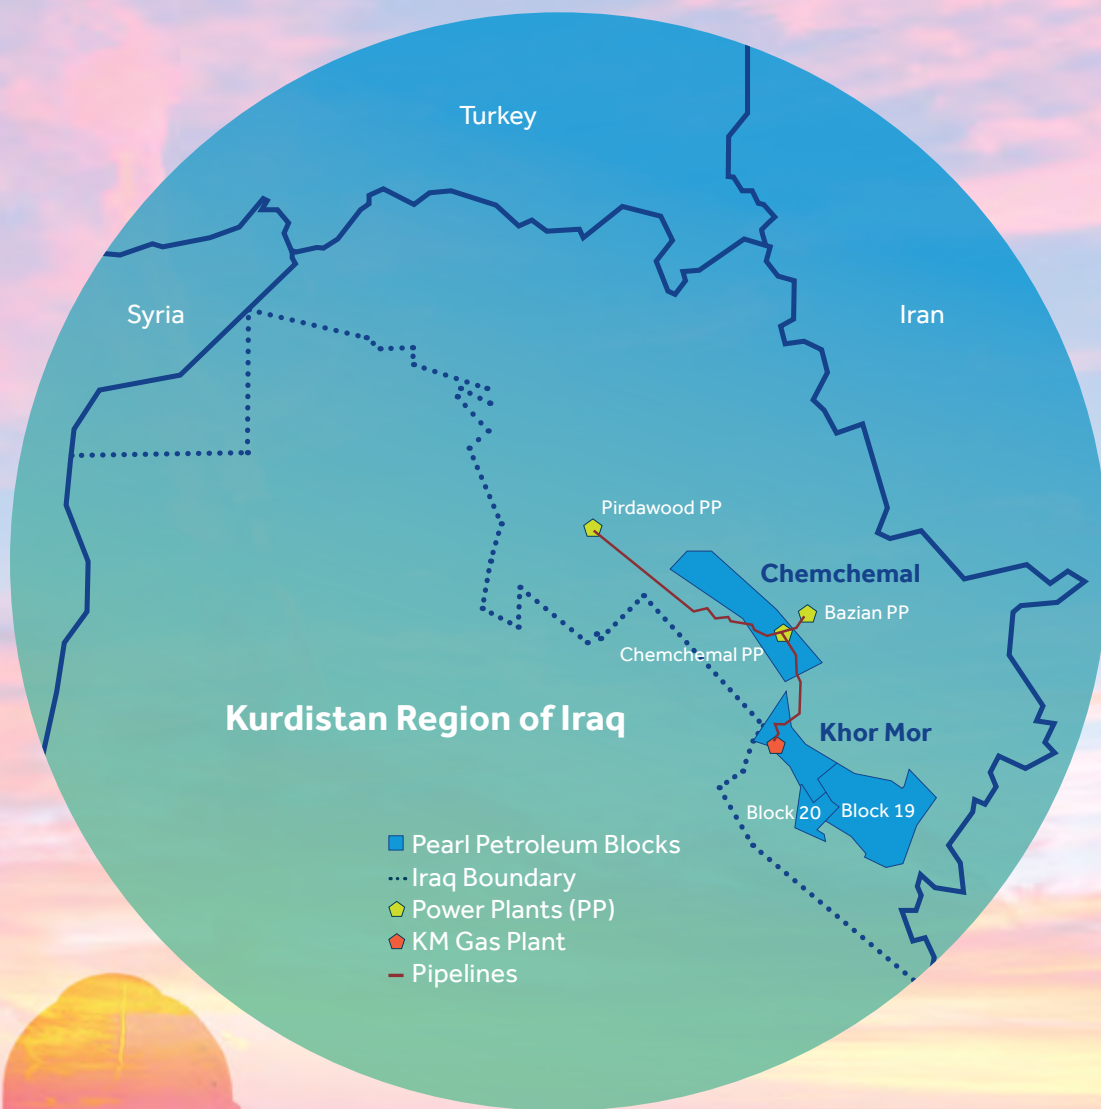 Turkey
Syria
Iran
Pirdawood PP
Chemchemal
Bazian PP
Chemchemal PP
Kurdistan Region of Iraq
Khor Mor
Block 20
Block 19
Pearl Petroleum Blocks
Iraq Boundary
Power Plants (PP)
KM Gas Plant
Pipelines